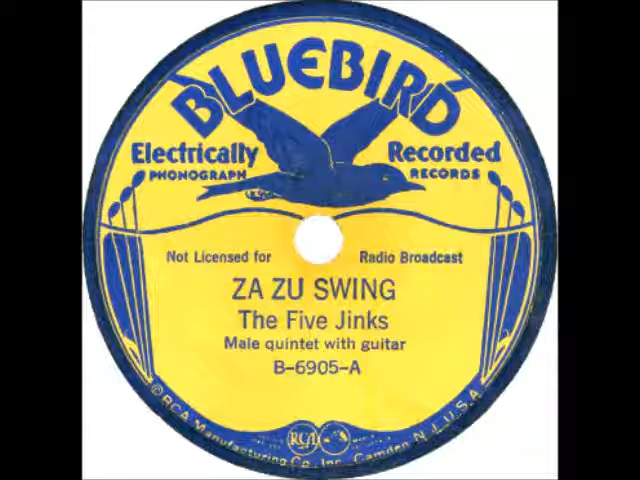 BLUEBIRD
Electrically Recorded
PHONOGRAPH RECORDS
Not Licensed for Radio Broadcast
ZA ZU SWING
The Five Jinks
Male quintet with guitar
B-6905-A
RCA
©RCA Manufacturing Co., Inc., Camden, N.J., U.S.A.